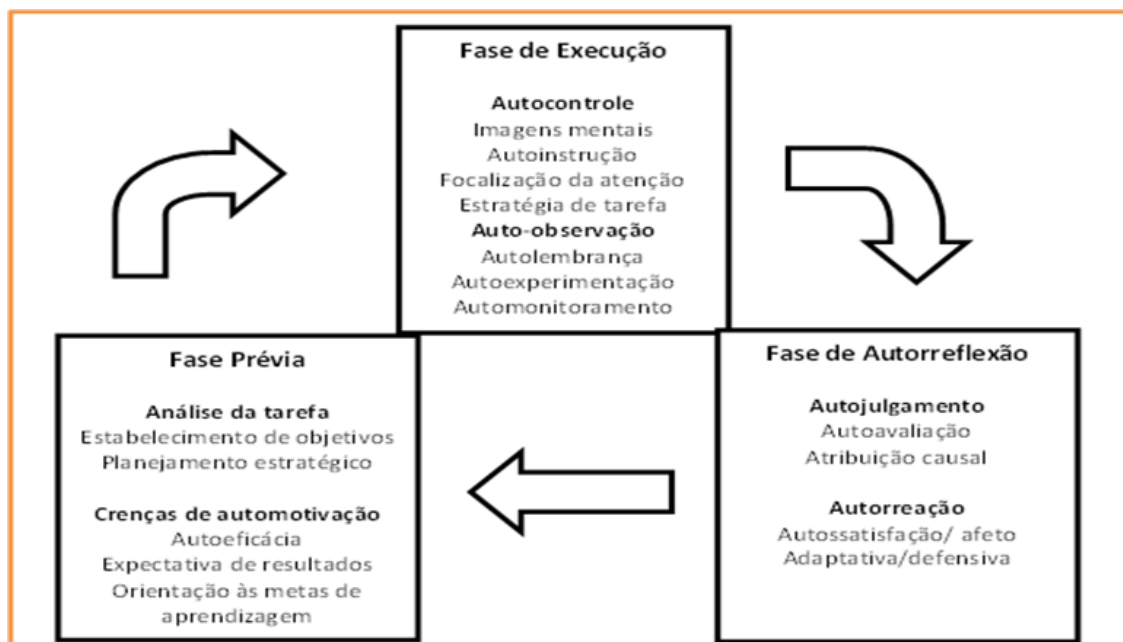 Fase de Execução
Autocontrole
Imagens mentais
Autoinstrução
Focalização da atenção
Estratégia de tarefa
Auto-observação
Autolembrança
Autoexperimentação
Automonitoramento
Fase Prévia
Análise da tarefa
Estabelecimento de objetivos
Planejamento estratégico
Crenças de automotivação
Autoeficácia
Expectativa de resultados
Orientação às metas de
aprendizagem
Fase de Autorreflexão
Autojulgamento
Autoavaliação
Atribuição causal
Autorreação
Autossatisfação/ afeto
Adaptativa/defensiva